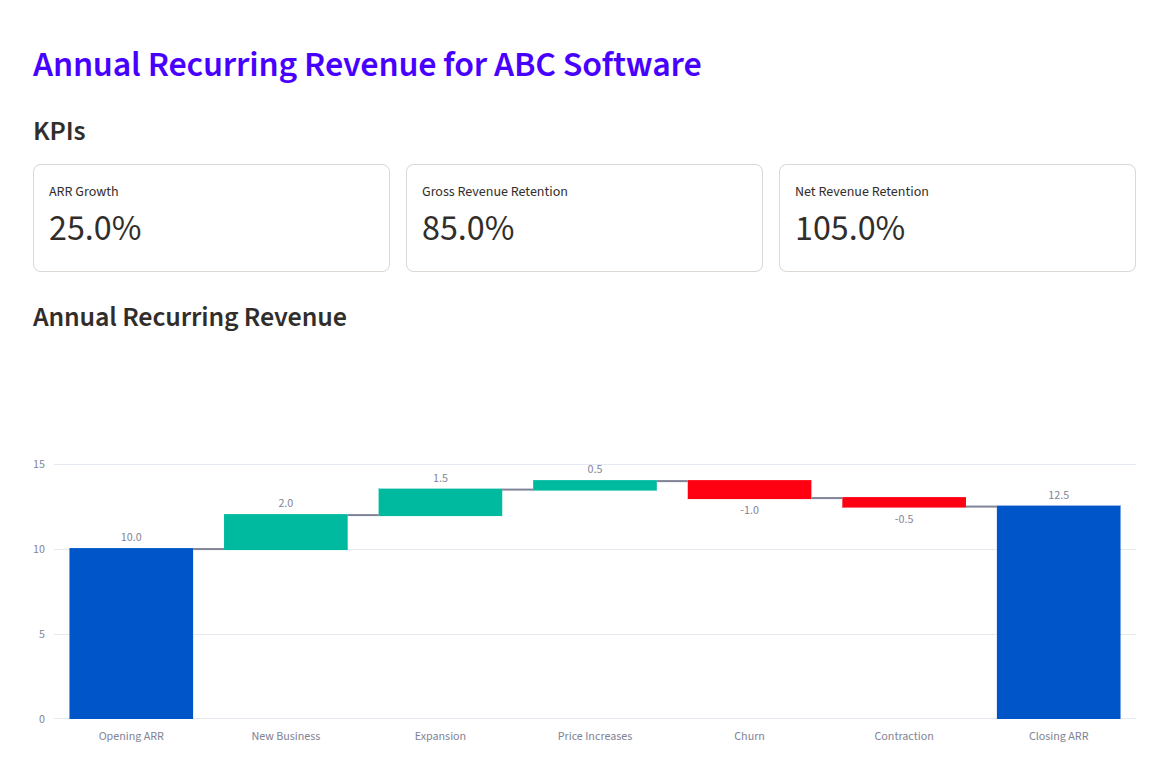 Annual Recurring Revenue for ABC Software
KPIs
ARR Growth
25.0%
Gross Revenue Retention
85.0%
Net Revenue Retention
105.0%
Annual Recurring Revenue
15
10
5
0
10.0
2.0
1.5
0.5
-1.0
-0.5
12.5
Opening ARR
New Business
Expansion
Price Increases
Churn
Contraction
Closing ARR